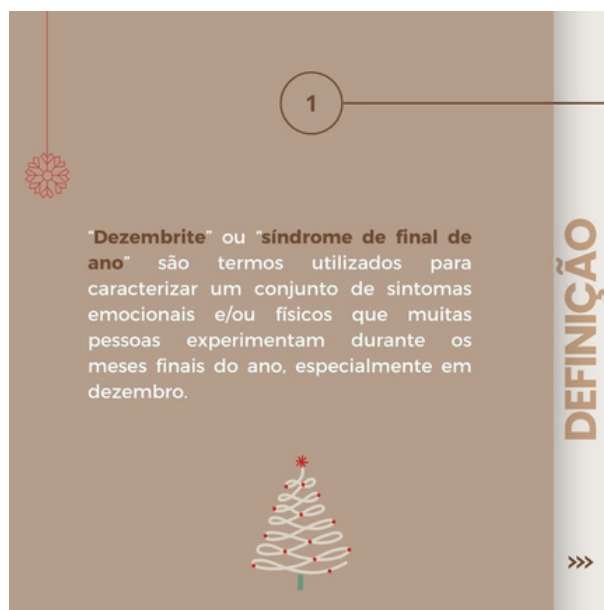 1
"Dezembrite" ou "síndrome de final de
ano" são termos utilizados para
caracterizar um conjunto de sintomas
emocionais e/ou físicos que muitas
pessoas experimentam durante os
meses finais do ano, especialmente em
dezembro.
DEFINIÇÃO
>>>